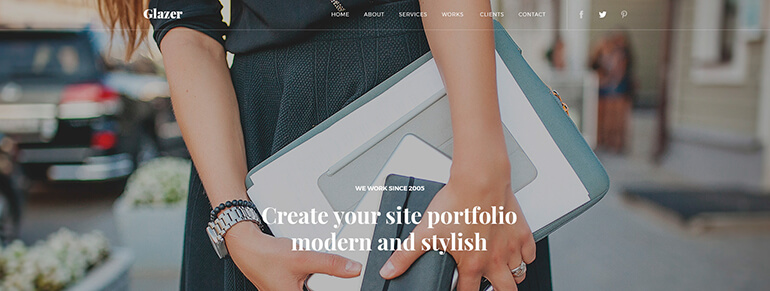 Glazer
HOME ABOUT SERVICES WORKS CLIENTS CONTACT
WE WORK SINCE 2005
Create your site portfolio
modern and stylish